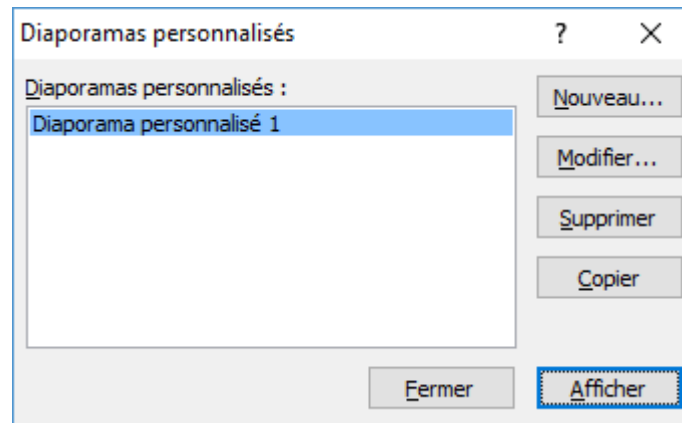 Diaporamas personnalisés ?
Diaporamas personnalisés :
Diaporama personnalisé 1
Nouveau...
Modifier...
Supprimer
Copier
Fermer
Afficher